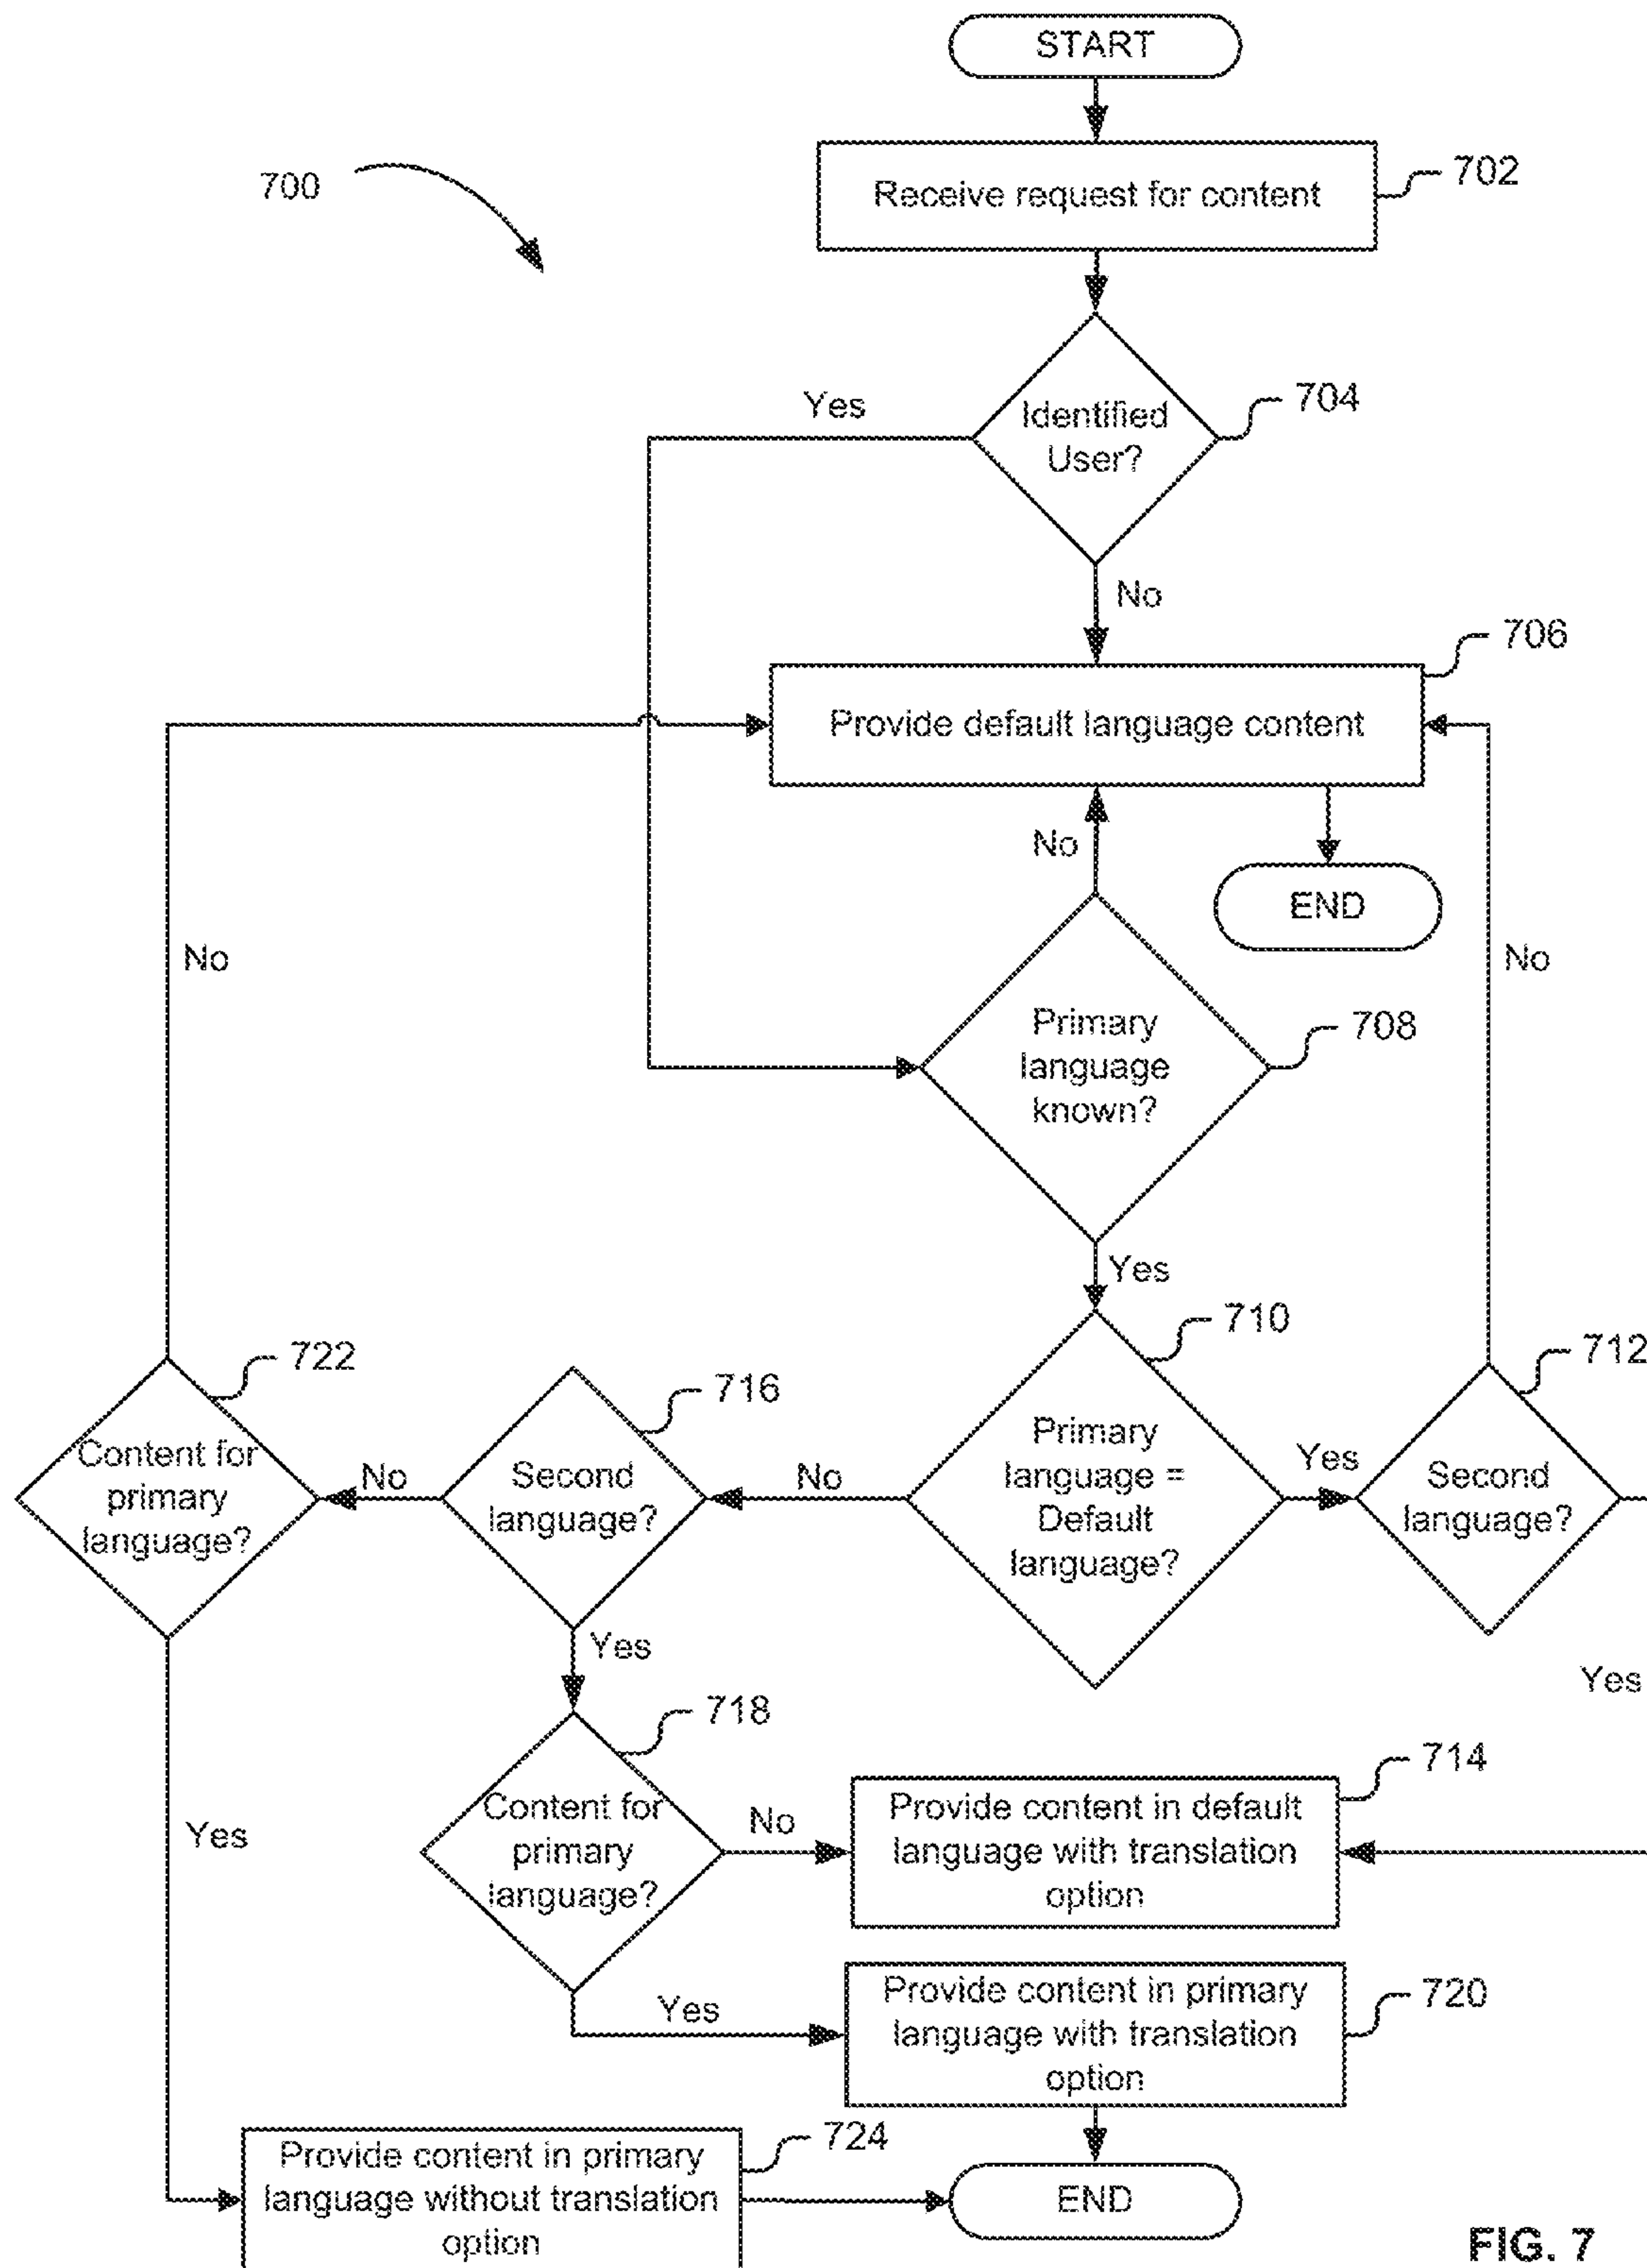 START
700
Receive request for content
702
Identified
User?
704
Yes
No
706
Provide default language content
No
END
No
No
Primary
language
known?
708
Yes
710
712
722
716
Content for
primary
language?
No
Second
language?
No
Primary
language =
Default
language?
Yes
Second
language?
Yes
Yes
718
714
Content for
primary
language?
No
Provide content in default
language with translation
option
Yes
Yes
Provide content in primary
language with translation
option
720
724
Provide content in primary
language without translation
option
END
FIG. 7